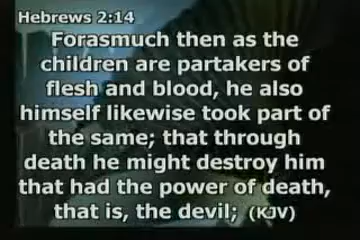 Hebrews 2:14
Forasmuch then as the
children are partakers of
flesh and blood, he also
himself likewise took part of
the same; that through
death he might destroy him
that had the power of death,
that is, the devil; (KJV)